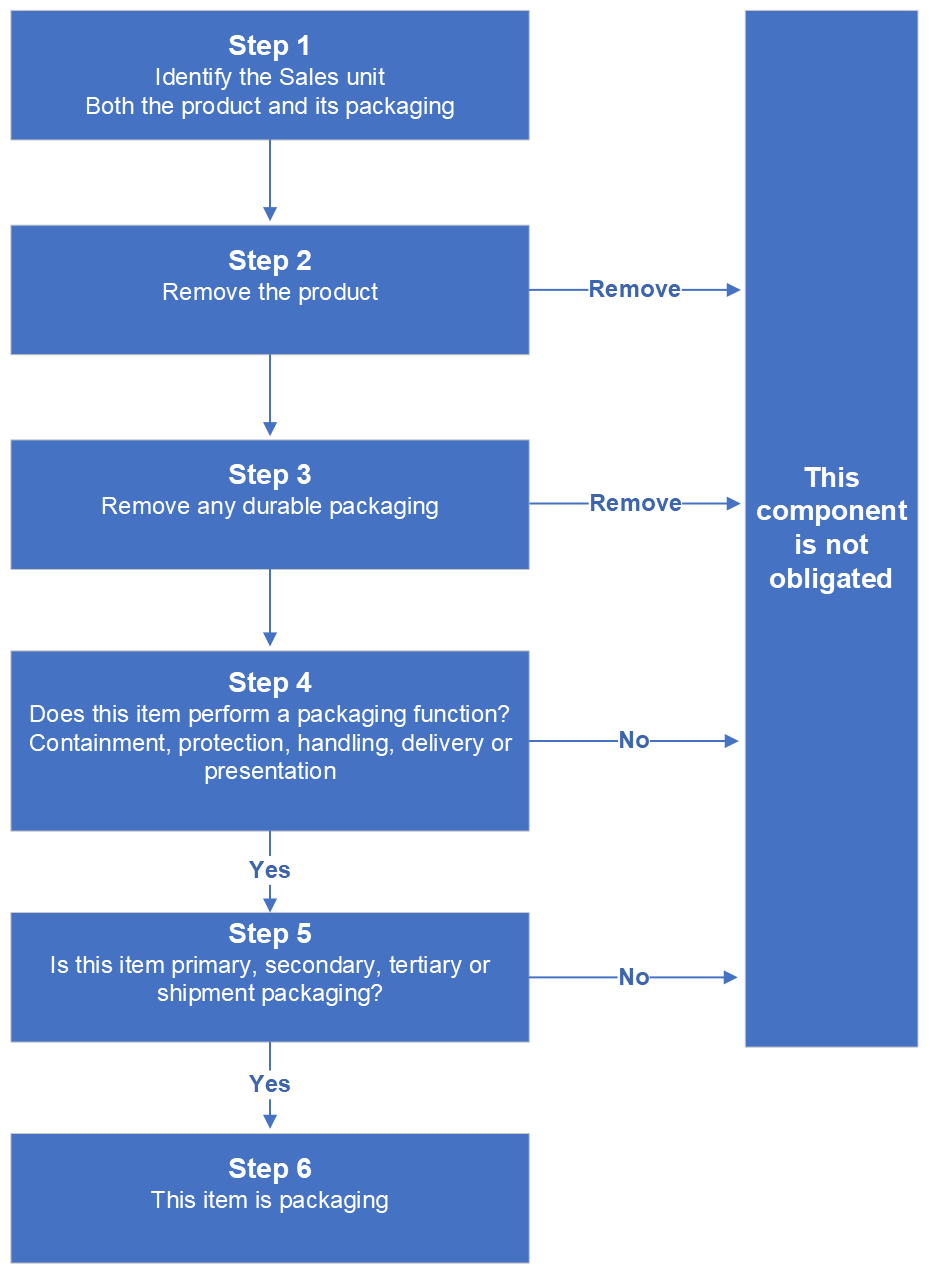 Step 1
Identify the Sales unit
Both the product and its packaging
Step 2
Remove the product
Remove
Step 3
Remove any durable packaging
Remove
This
component
is not
obligated
Step 4
Does this item perform a packaging function?
Containment, protection, handling, delivery or
presentation
No
Yes
Step 5
Is this item primary, secondary, tertiary or
shipment packaging?
No
Yes
Step 6
This item is packaging